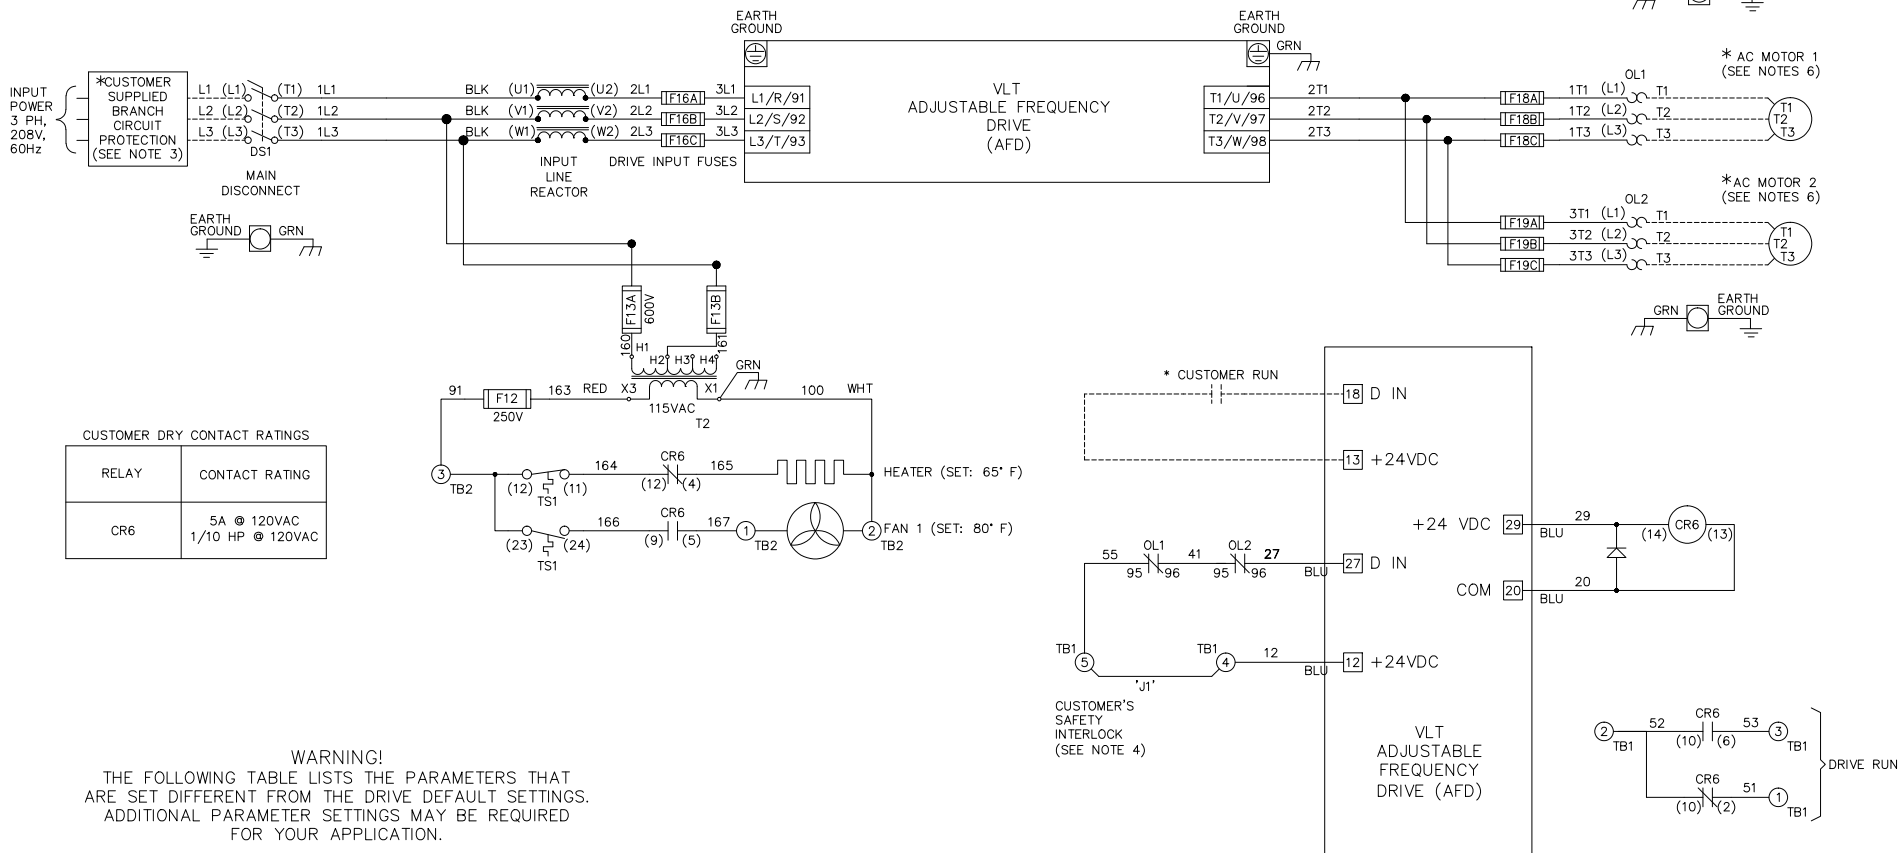 EARTH
GROUND
EARTH
GROUND
GRN
INPUT
POWER
3 PH,
208V,
60Hz
*CUSTOMER
SUPPLIED
BRANCH
CIRCUIT
PROTECTION
(SEE NOTE 3)
L1 (L1) (T1) 1L1 BLK (U1) (U2) 2L1 F16A 3L1 L1/R/91
L2 (L2) (T2) 1L2 BLK (V1) (V2) 2L2 F16B 3L2 L2/S/92
L3 (L3) (T3) 1L3 BLK (W1) (W2) 2L3 F16C 3L3 L3/T/93
DS1
MAIN
DISCONNECT
INPUT
LINE
REACTOR
DRIVE INPUT FUSES
VLT
ADJUSTABLE FREQUENCY
DRIVE
(AFD)
T1/U/96 2T1 F18A 1T1 (L1) T1
T2/V/97 2T2 F18B 1T2 (L2) T2
T3/W/98 2T3 F18C 1T3 (L3) T3
OL1
* AC MOTOR 1
(SEE NOTES 6)
T1
T2
T3
*AC MOTOR 2
(SEE NOTES 6)
OL2
F19A 3T1 (L1) T1
F19B 3T2 (L2) T2
F19C 3T3 (L3) T3
T1
T2
T3
EARTH
GROUND
GRN
GRN
EARTH
GROUND
F13A
600V
F13B
160
161
H1 H2 H3 H4
GRN
91 F12 163 RED X3 X1 100 WHT
250V
115VAC
T2
3
TB2
CR6
164 165
(12) (11) (12) (4)
TS1
HEATER (SET: 65° F)
CR6
166 167
(23) (24) (9) (5)
TS1
1
TB2
2
TB2
FAN 1 (SET: 80° F)
CUSTOMER DRY CONTACT RATINGS
RELAY CONTACT RATING
CR6
5A @ 120VAC
1/10 HP @ 120VAC
* CUSTOMER RUN
18 D IN
13 +24VDC
+24 VDC 29
29
BLU
CR6
(14) (13)
COM 20
20
BLU
55 OL1 41 OL2 27
95 96 95 96
BLU
27 D IN
TB1 5
TB1 4
12
BLU
12 +24VDC
'J1'
CUSTOMER'S
SAFETY
INTERLOCK
(SEE NOTE 4)
VLT
ADJUSTABLE
FREQUENCY
DRIVE (AFD)
2
TB1
52 CR6 53
(10) (6)
3
TB1
CR6 51
(10) (2)
1
TB1
DRIVE RUN
WARNING!
THE FOLLOWING TABLE LISTS THE PARAMETERS THAT
ARE SET DIFFERENT FROM THE DRIVE DEFAULT SETTINGS.
ADDITIONAL PARAMETER SETTINGS MAY BE REQUIRED
FOR YOUR APPLICATION.